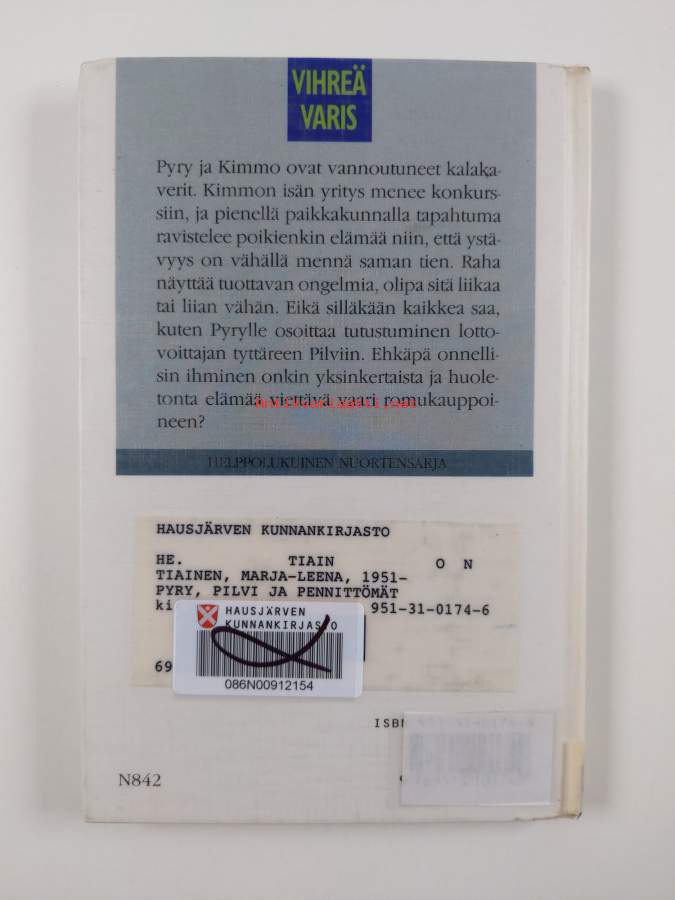 VIHREÄ
VARIS
Pyry ja Kimmo ovat vannoutuneet kalaka-
verit. Kimmon isän yritys menee konkurs-
siin, ja pienellä paikkakunnalla tapahtuma
ravistelee poikienkin elämää niin, että ystä-
vyys on vähällä mennä saman tien. Raha
näyttää tuottavan ongelmia, olipa sitä liikaa
tai liian vähän. Eikä silläkään kaikkea saa,
kuten Pyrylle osoittaa tutustuminen lotto-
voittajan tyttäreen Pilviin. Ehkäpä onnelli-
sin ihminen onkin yksinkertaista ja huole-
tonta elämää viettävä vaari romukauppoi-
neen?
HELPPOLUKUINEN NUORTENSARJA
HAUSJÄRVEN KUNNANKIRJASTO
HE. TIAIN O N
TIAINEN, MARJA-LEENA, 1951-
PYRY, PILVI JA PENNITTÖMÄT
ki 951-31-0174-6
HAUSJÄRVEN
KUNNANKIRJASTO
69
086N00912154
ISBN
N842